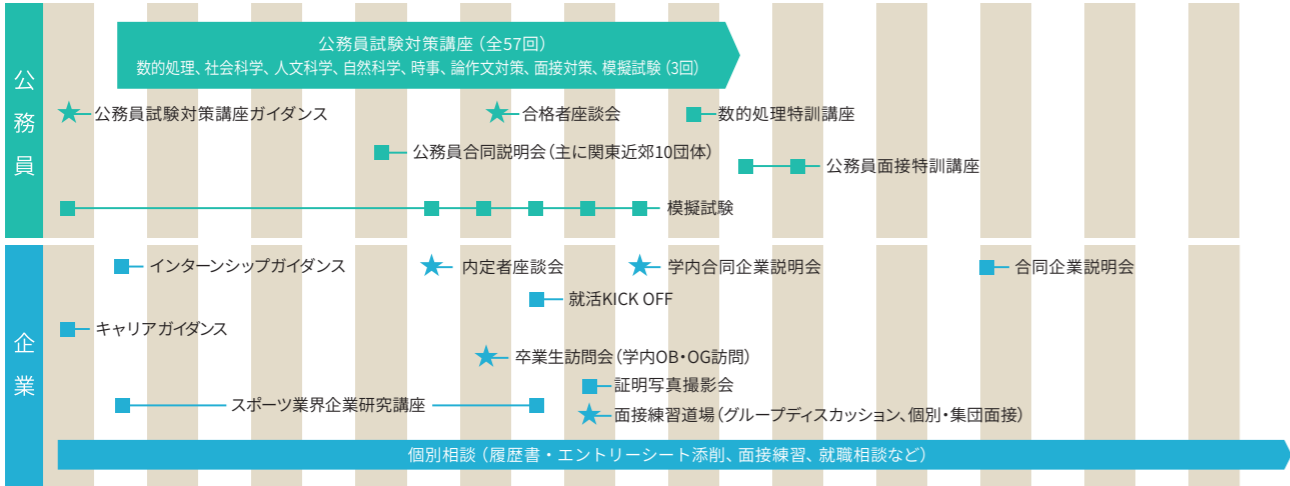 公務員
公務員試験対策講座（全57回）
数的処理、社会科学、人文科学、自然科学、時事、論作文対策、面接対策、模擬試験（3回）
公務員試験対策講座ガイダンス
合格者座談会
数的処理特訓講座
公務員合同説明会（主に関東近郊10団体）
公務員面接特訓講座
模擬試験
企業
インターンシップガイダンス
内定者座談会
学内合同企業説明会
合同企業説明会
就活KICK OFF
キャリアガイダンス
卒業生訪問会（学内OB・OG訪問）
証明写真撮影会
スポーツ業界企業研究講座
面接練習道場（グループディスカッション、個別・集団面接）
個別相談（履歴書・エントリーシート添削、面接練習、就職相談など）